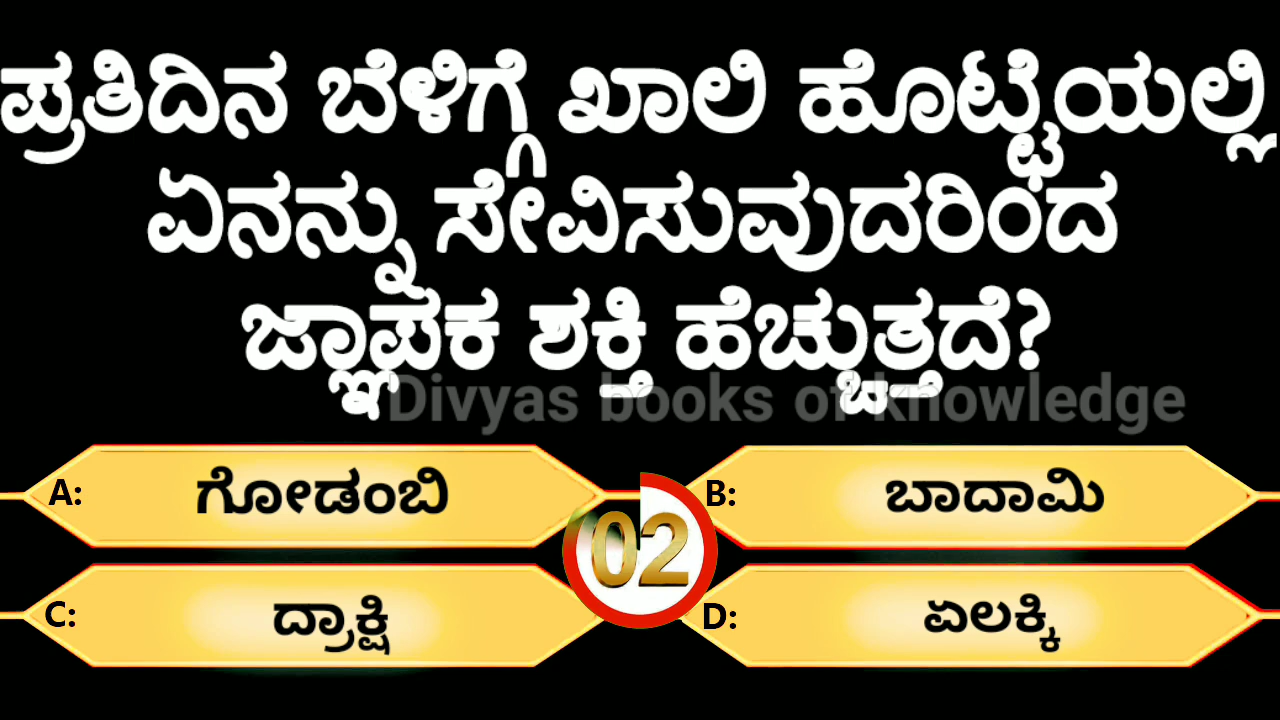 ಪ್ರತಿದಿನ ಬೆಳಿಗ್ಗೆ ಖಾಲಿ ಹೊಟ್ಟೆಯಲ್ಲಿ
ಏನನ್ನು ಸೇವಿಸುವುದರಿಂದ
ಜ್ಞಾಪಕ ಶಕ್ತಿ ಹೆಚ್ಚುತ್ತದೆ?
Divyas books of knowledge
A: ಗೋಡಂಬಿ
B: ಬಾದಾಮಿ
02
C: ದ್ರಾಕ್ಷಿ
D: ಏಲಕ್ಕಿ